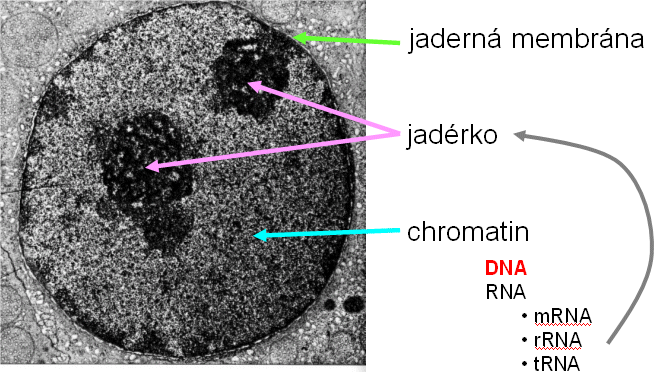 jaderná membrána
jadérko
chromatin
DNA
RNA
• mRNA
• rRNA
• tRNA